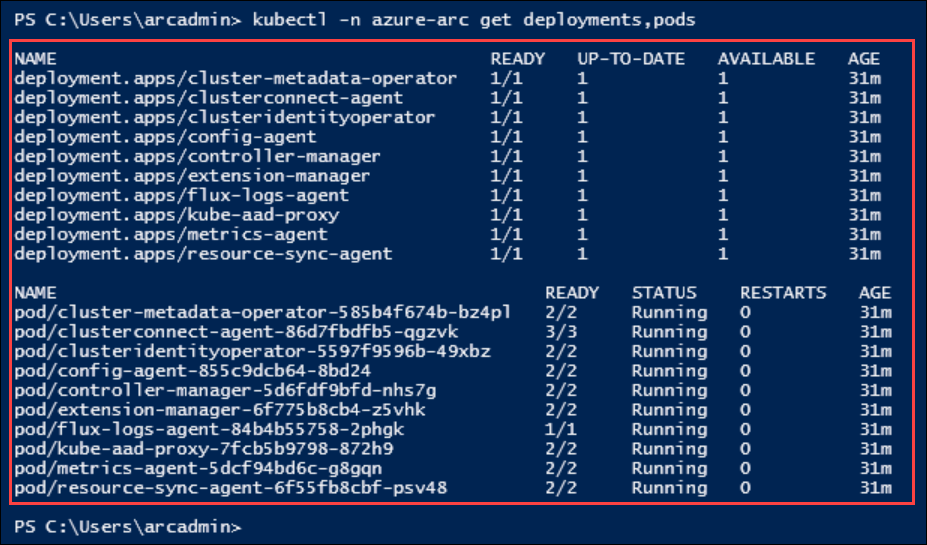 PS C:\Users\arcadmin> kubectl -n azure-arc get deployments,pods
NAME READY UP-TO-DATE AVAILABLE AGE
deployment.apps/cluster-metadata-operator 1/1 1 1 31m
deployment.apps/clusterconnect-agent 1/1 1 1 31m
deployment.apps/clusteridentityoperator 1/1 1 1 31m
deployment.apps/config-agent 1/1 1 1 31m
deployment.apps/controller-manager 1/1 1 1 31m
deployment.apps/extension-manager 1/1 1 1 31m
deployment.apps/flux-logs-agent 1/1 1 1 31m
deployment.apps/kube-aad-proxy 1/1 1 1 31m
deployment.apps/metrics-agent 1/1 1 1 31m
deployment.apps/resource-sync-agent 1/1 1 1 31m
NAME READY STATUS RESTARTS AGE
pod/cluster-metadata-operator-585b4f674b-bz4pl 2/2 Running 0 31m
pod/clusterconnect-agent-86d7fbdfb5-qgzvk 3/3 Running 0 31m
pod/clusteridentityoperator-5597f9596b-49xbz 2/2 Running 0 31m
pod/config-agent-855c9dcb64-8bd24 2/2 Running 0 31m
pod/controller-manager-5d6fdf9bfd-nhs7g 2/2 Running 0 31m
pod/extension-manager-6f775b8cb4-z5vhk 2/2 Running 0 31m
pod/flux-logs-agent-84b4b55758-2phgk 1/1 Running 0 31m
pod/kube-aad-proxy-7fcb5b9798-872h9 2/2 Running 0 31m
pod/metrics-agent-5dcf94bd6c-g8gqn 2/2 Running 0 31m
pod/resource-sync-agent-6f55fb8cbf-psv48 2/2 Running 0 31m
PS C:\Users\arcadmin>